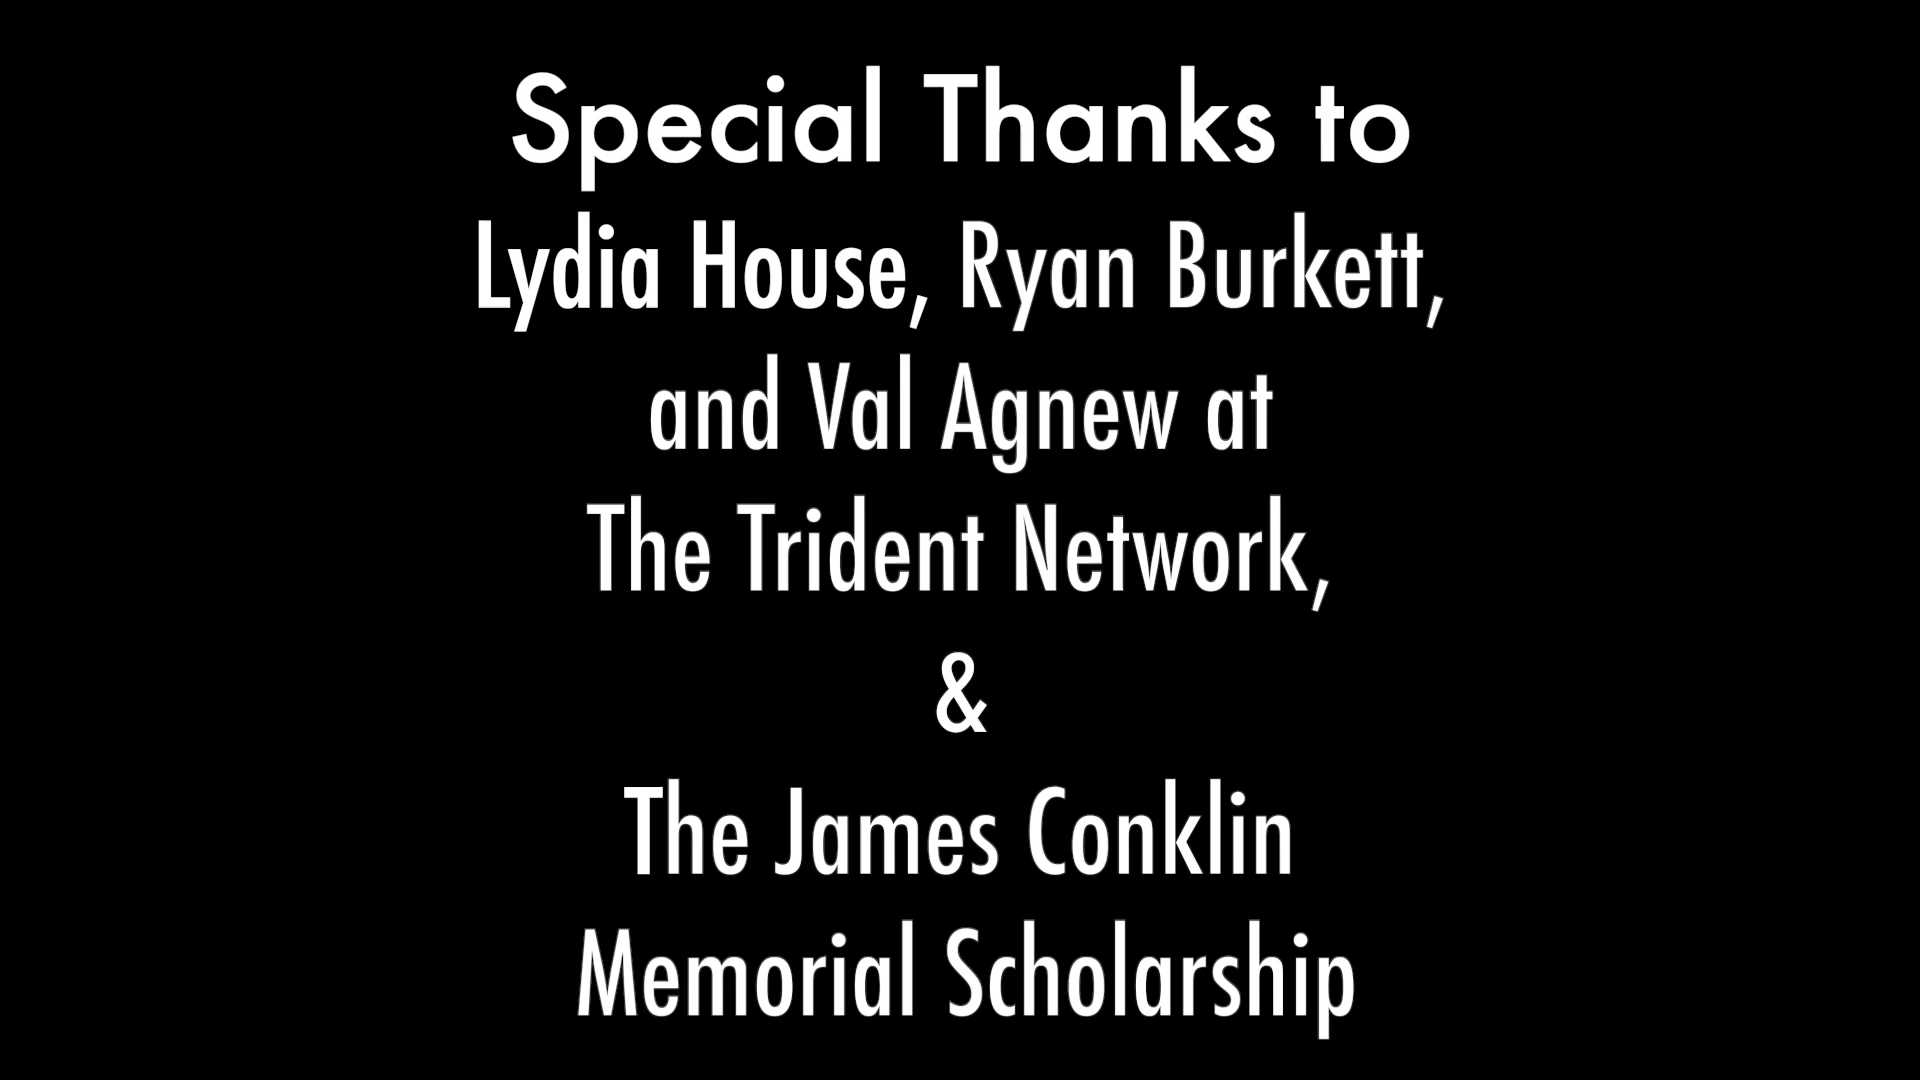 Special Thanks to
Lydia House, Ryan Burkett,
and Val Agnew at
The Trident Network,
&
The James Conklin
Memorial Scholarship